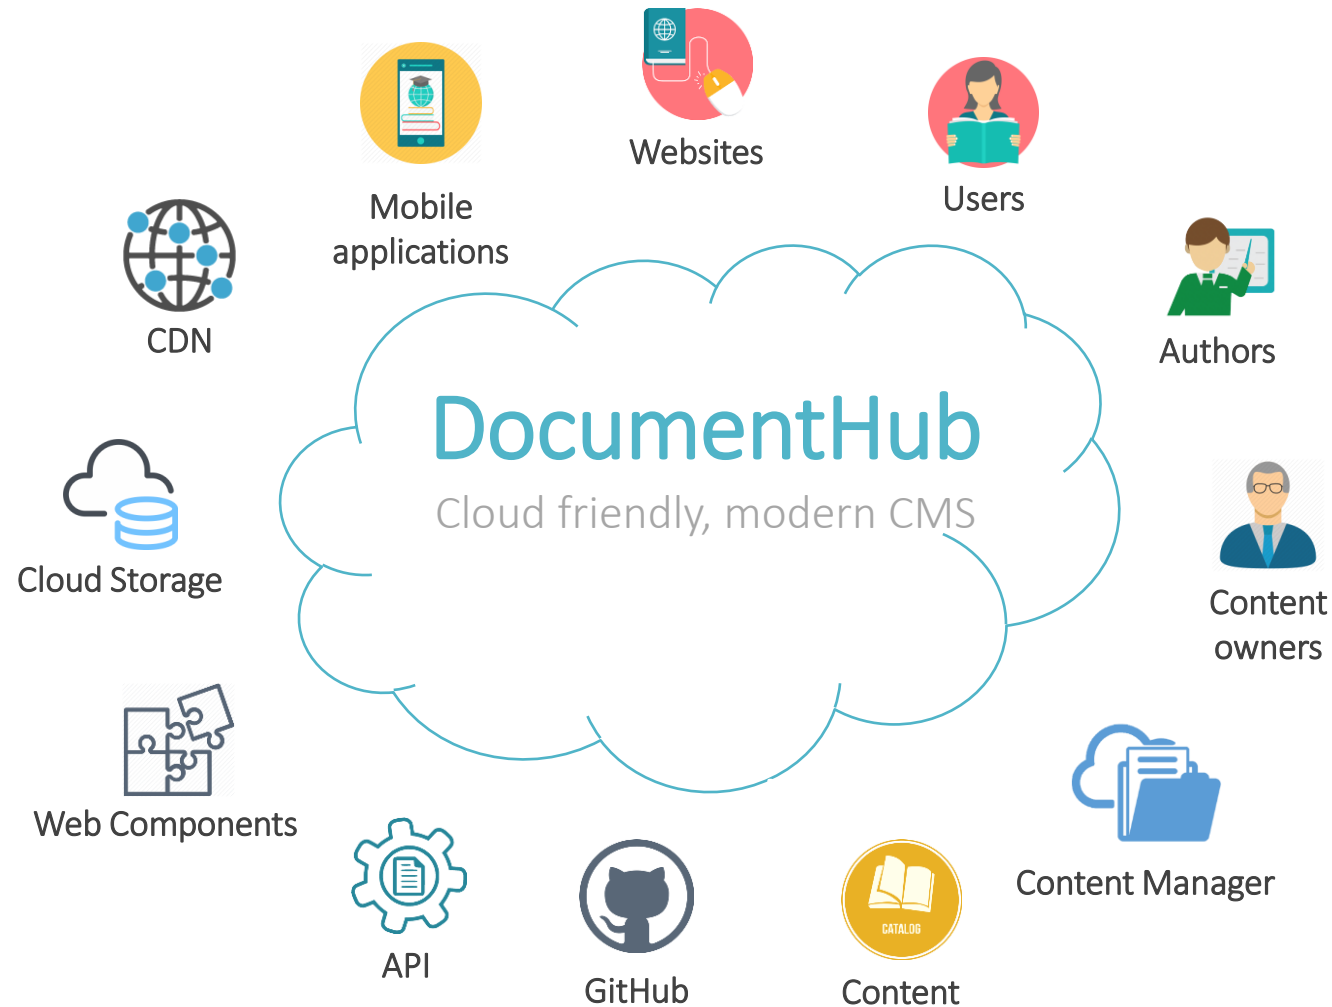 Websites
Mobile
applications
Users
CDN
Authors
DocumentHub
Cloud friendly, modern CMS
Cloud Storage
Content
owners
Web Components
Content Manager
API
CATALOG
GitHub
Content